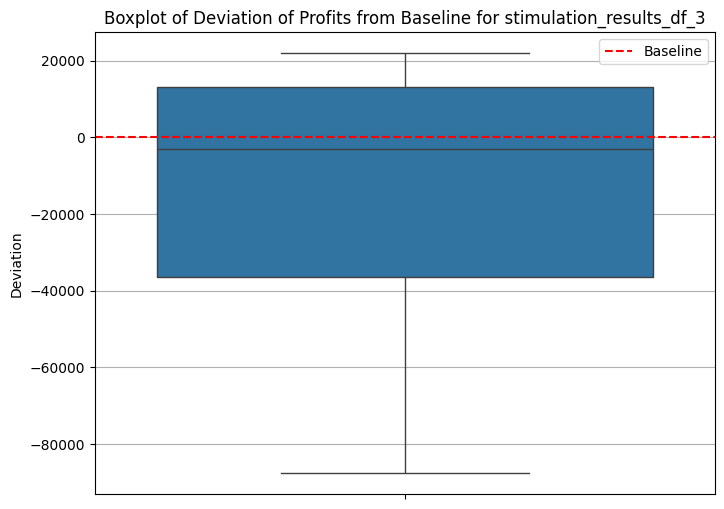 Boxplot of Deviation of Profits from Baseline for stimulation_results_df_3
Baseline
20000
0
−20000
−40000
−60000
−80000
Deviation